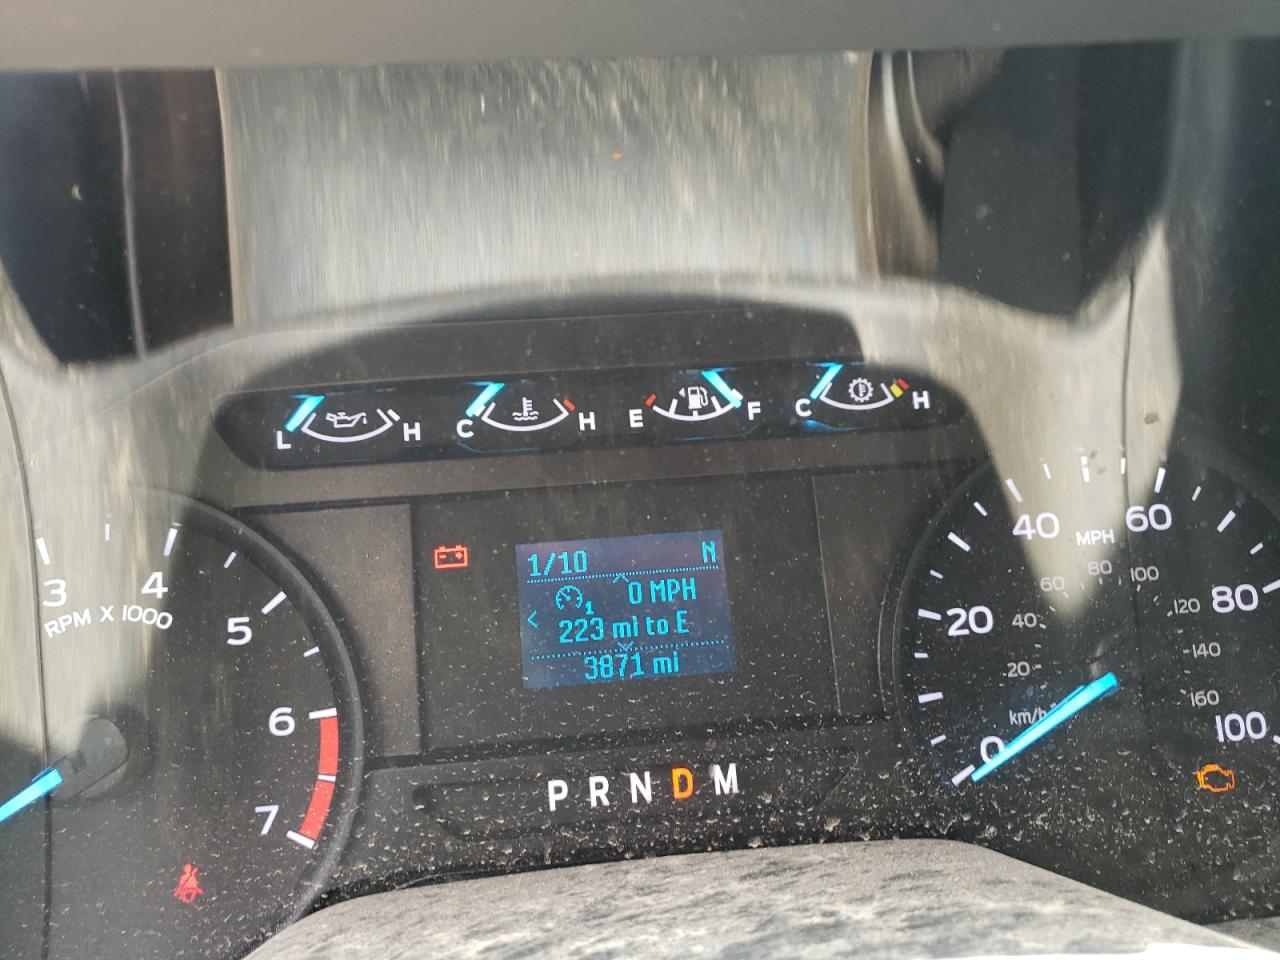 L H C H E F C H
3 4 5 6 7
RPM X 1000
1/10 N
1 0 MPH
< 223 mi to E
3871 mi
P R N D M
0 20 40 60 80 100
MPH
20 40 60 80 100 120 140 160
km/h